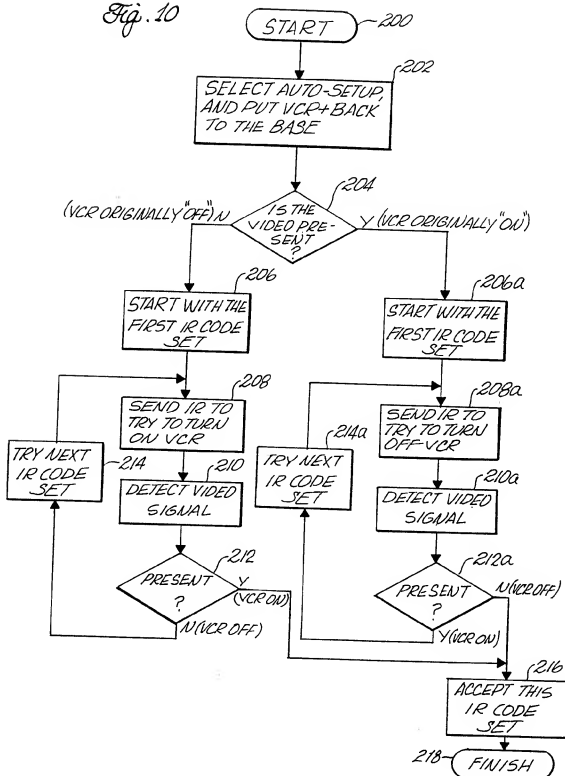 Fig. 10
START
200
202
SELECT AUTO-SETUP,
AND PUT VCR+BACK
TO THE BASE
204
IS THE
VIDEO PRE-
SENT
?
(VCR ORIGINALLY "OFF") N
Y (VCR ORIGINALLY "ON")
206
START WITH THE
FIRST IR CODE
SET
206a
START WITH THE
FIRST IR CODE
SET
208
SEND IR TO
TRY TO TURN
ON VCR
208a
SEND IR TO
TRY TO TURN
OFF VCR
214
TRY NEXT
IR CODE
SET
214a
TRY NEXT
IR CODE
SET
210
DETECT VIDEO
SIGNAL
210a
DETECT VIDEO
SIGNAL
212
PRESENT
?
Y
(VCR ON)
N (VCR OFF)
212a
PRESENT
?
N (VCR OFF)
Y (VCR ON)
216
ACCEPT THIS
IR CODE
SET
218
FINISH